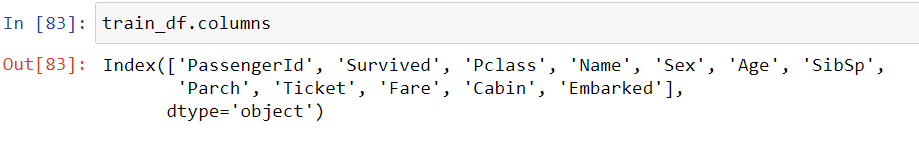 In [83]: train_df.columns
Out[83]: Index(['PassengerId', 'Survived', 'Pclass', 'Name', 'Sex', 'Age', 'SibSp',
'Parch', 'Ticket', 'Fare', 'Cabin', 'Embarked'],
dtype='object')